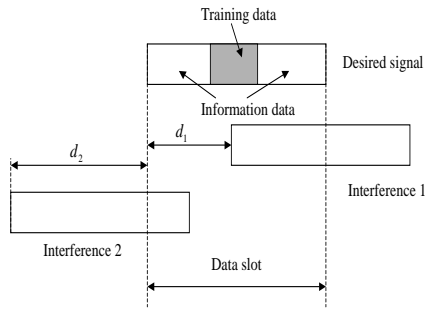 Training data
Desired signal
Information data
d₁
d₂
Interference 1
Interference 2
Data slot